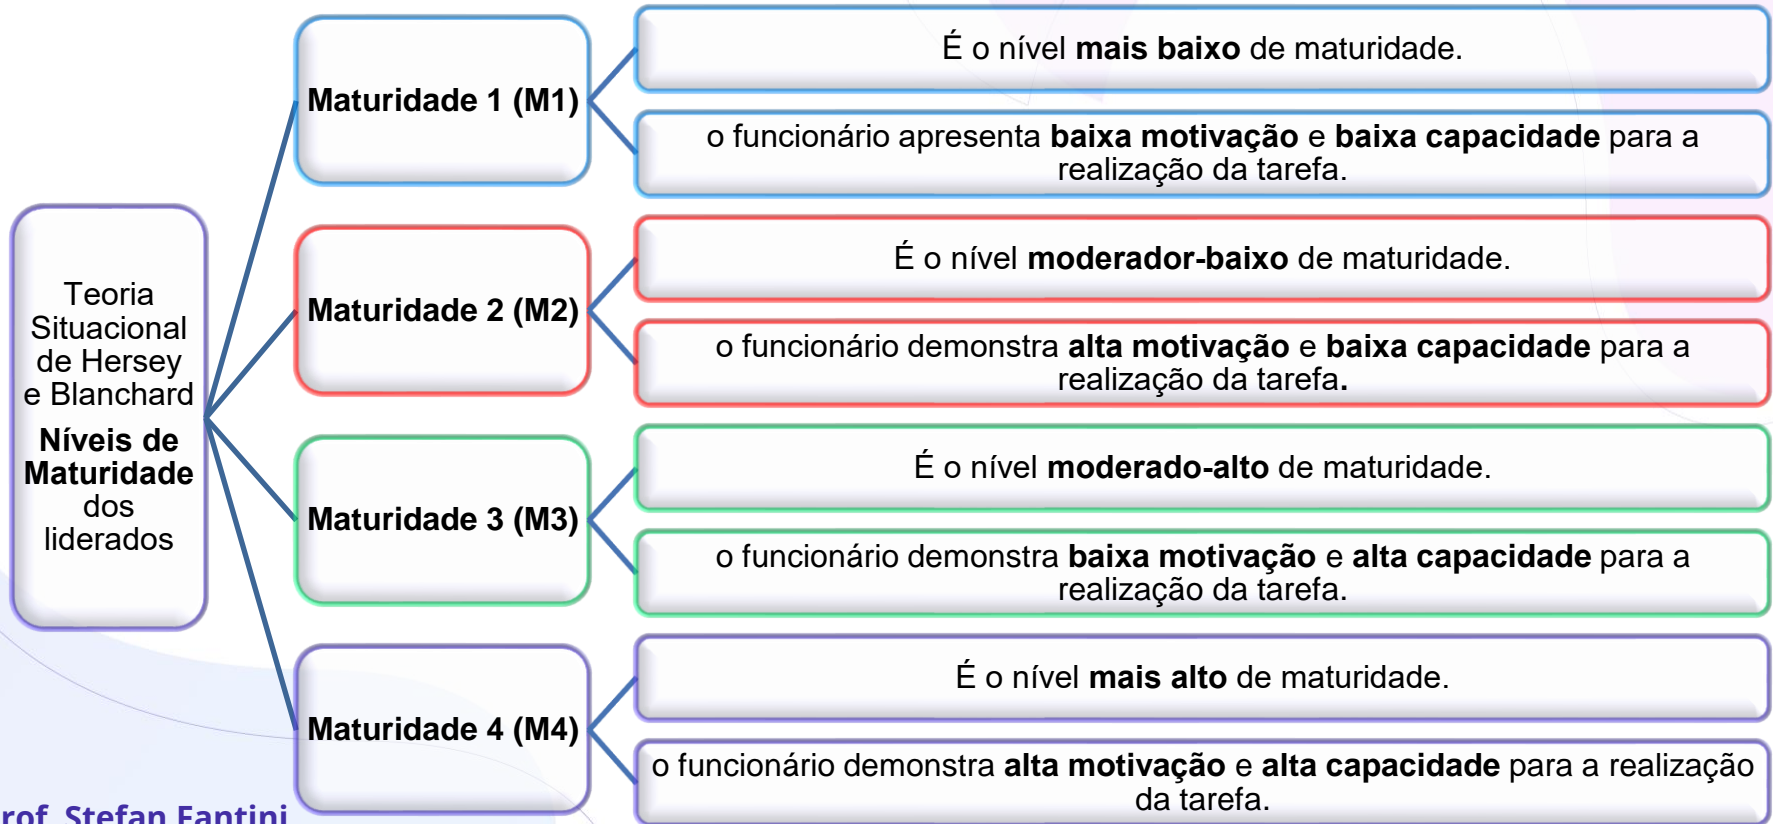 Teoria
Situacional
de Hersey
e Blanchard
Níveis de
Maturidade
dos
liderados
Maturidade 1 (M1)
É o nível mais baixo de maturidade.
o funcionário apresenta baixa motivação e baixa capacidade para a
realização da tarefa.
Maturidade 2 (M2)
É o nível moderador-baixo de maturidade.
o funcionário demonstra alta motivação e baixa capacidade para a
realização da tarefa.
Maturidade 3 (M3)
É o nível moderado-alto de maturidade.
o funcionário demonstra baixa motivação e alta capacidade para a
realização da tarefa.
Maturidade 4 (M4)
É o nível mais alto de maturidade.
o funcionário demonstra alta motivação e alta capacidade para a realização
da tarefa.
rof. Stefan Fantini